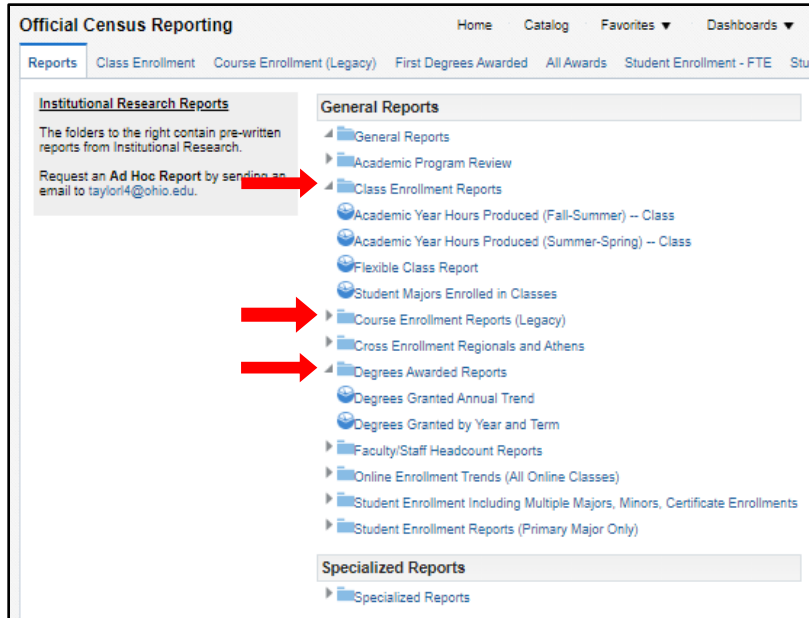 Official Census Reporting
Home Catalog Favorites ▼ Dashboards ▼
Reports Class Enrollment Course Enrollment (Legacy) First Degrees Awarded All Awards Student Enrollment - FTE Stu
Institutional Research Reports
The folders to the right contain pre-written
reports from Institutional Research.
Request an Ad Hoc Report by sending an
email to taylorl4@ohio.edu.
General Reports
General Reports
Academic Program Review
Class Enrollment Reports
Academic Year Hours Produced (Fall-Summer) -- Class
Academic Year Hours Produced (Summer-Spring) -- Class
Flexible Class Report
Student Majors Enrolled in Classes
Course Enrollment Reports (Legacy)
Cross Enrollment Regionals and Athens
Degrees Awarded Reports
Degrees Granted Annual Trend
Degrees Granted by Year and Term
Faculty/Staff Headcount Reports
Online Enrollment Trends (All Online Classes)
Student Enrollment Including Multiple Majors, Minors, Certificate Enrollments
Student Enrollment Reports (Primary Major Only)
Specialized Reports
Specialized Reports